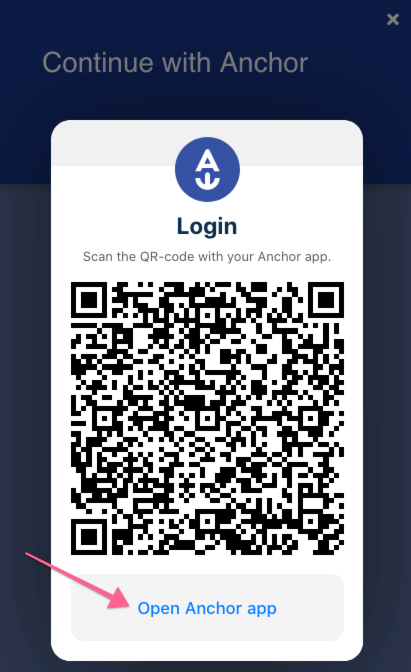 Continue with Anchor
Login
Scan the QR-code with your Anchor app.
Open Anchor app